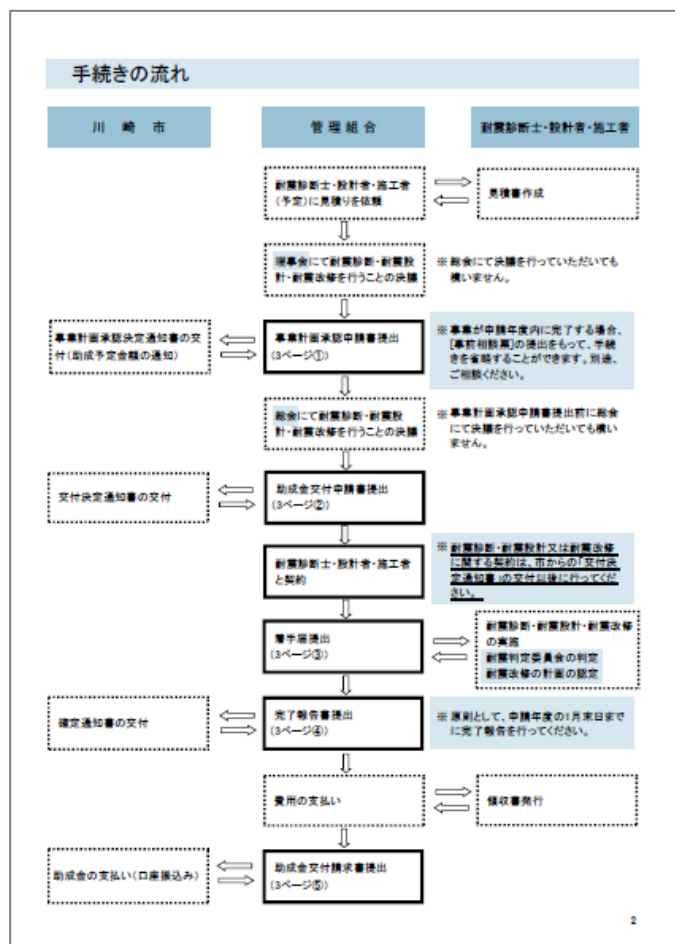 手続きの流れ
川　崎　市
管理組合
耐震診断士・設計者・施工者
耐震診断士・設計者・施工者
(予定)に見積りを依頼
見積書作成
理事会にて耐震診断・耐震設
計・耐震改修を行うことの決議
※ 総会にて決議を行っていただいても
構いません。
事業計画承認決定通知書の交
付(助成予定金額の通知)
事業計画承認申請書提出
(3ページ①)
※ 事業が申請年度内に完了する場合、
[事前相談票]の提出をもって、手続
きを省略することができます。別途、
ご相談ください。
総会にて耐震診断・耐震設
計・耐震改修を行うことの決議
※ 事業計画承認申請書提出前に総会
にて決議を行っていただいても構い
ません。
交付決定通知書の交付
助成金交付申請書提出
(3ページ②)
耐震診断士・設計者・施工者
と契約
※ 耐震診断・耐震設計又は耐震改修
に関する契約は、市からの「交付決
定通知書」の交付以後に行ってくだ
さい。
着手届提出
(3ページ③)
耐震診断・耐震設計・耐震改修
の実施
耐震判定委員会の判定
耐震改修の計画の認定
確定通知書の交付
完了報告書提出
(3ページ④)
※ 原則として、申請年度の1月末日まで
に完了報告を行ってください。
費用の支払い
領収書発行
助成金の支払い(口座振込み)
助成金交付請求書提出
(3ページ⑤)
2